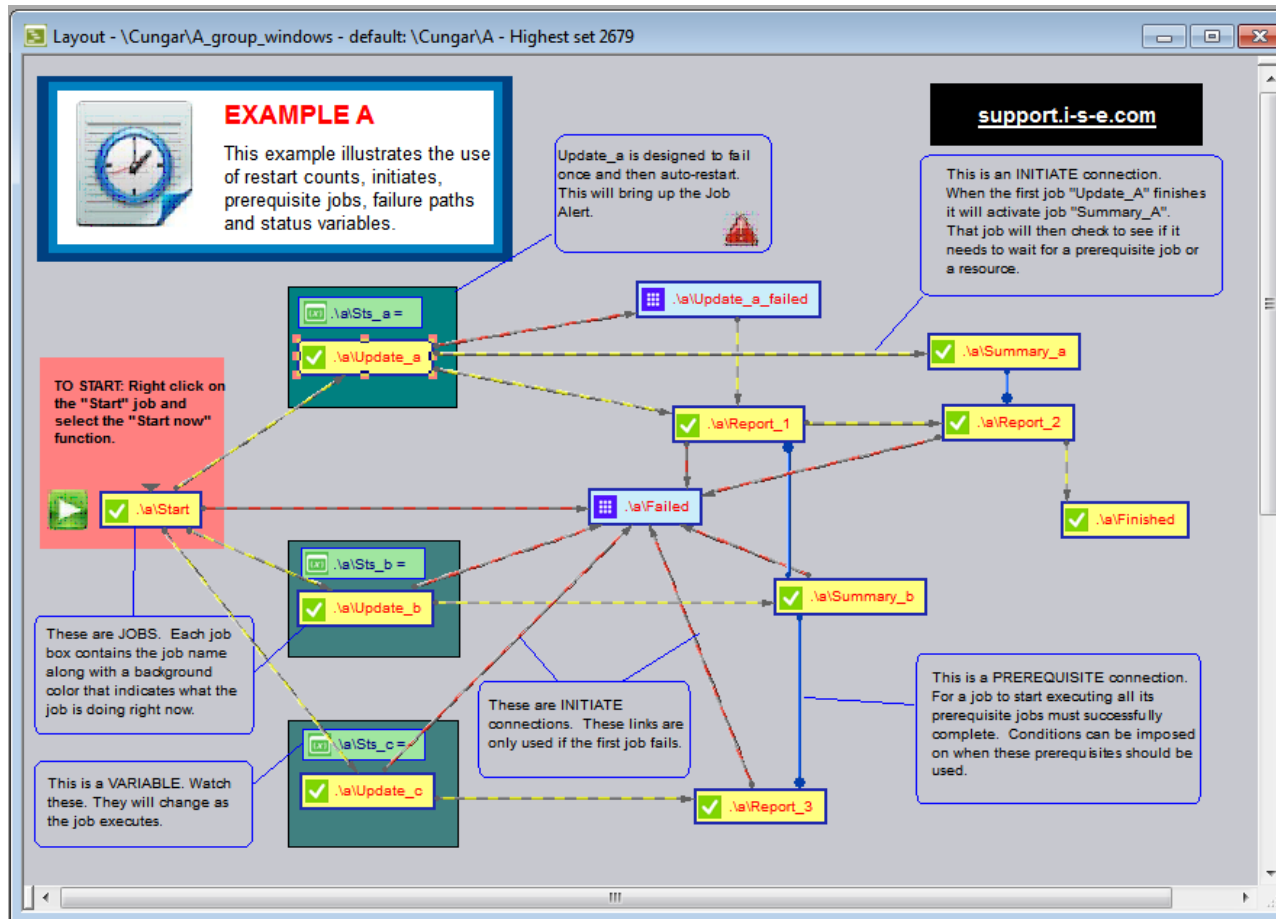 Layout - \Cungar\A_group_windows - default: \Cungar\A - Highest set 2679
EXAMPLE A
This example illustrates the use
of restart counts, initiates,
prerequisite jobs, failure paths
and status variables.
Update_a is designed to fail
once and then auto-restart.
This will bring up the Job
Alert.
support.i-s-e.com
This is an INITIATE connection.
When the first job "Update_A" finishes
it will activate job "Summary_A".
That job will then check to see if it
needs to wait for a prerequisite job or
a resource.
.\a\Sts_a =
.\a\Update_a_failed
.\a\Update_a
.\a\Summary_a
TO START: Right click on
the "Start" job and
select the "Start now"
function.
.\a\Report_1
.\a\Report_2
.\a\Start
.\a\Failed
.\a\Finished
.\a\Sts_b =
.\a\Update_b
.\a\Summary_b
These are JOBS. Each job
box contains the job name
along with a background
color that indicates what the
job is doing right now.
These are INITIATE
connections. These links are
only used if the first job fails.
This is a PREREQUISITE connection.
For a job to start executing all its
prerequisite jobs must successfully
complete. Conditions can be imposed
on when these prerequisites should be
used.
.\a\Sts_c =
.\a\Update_c
.\a\Report_3
This is a VARIABLE. Watch
these. They will change as
the job executes.